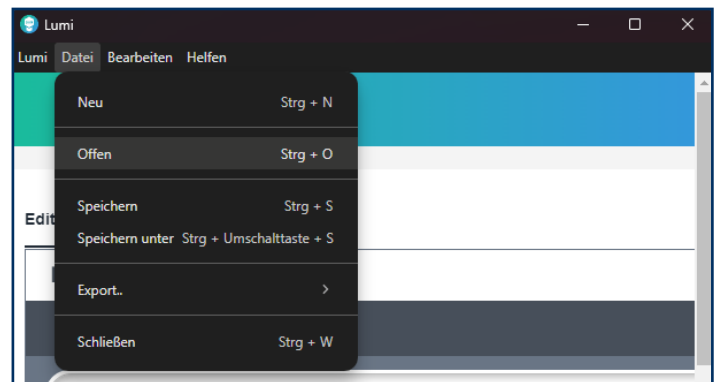 Lumi
Lumi Datei Bearbeiten Helfen
Neu Strg + N
Offen Strg + O
Speichern Strg + S
Edit
Speichern unter Strg + Umschalttaste + S
Export..
Schließen Strg + W